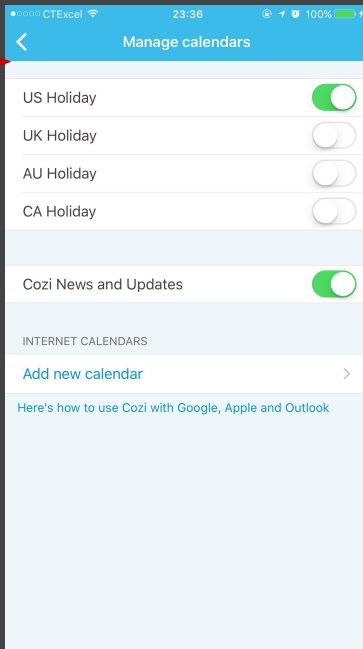 CTExcel 23:36 100%
Manage calendars
US Holiday
UK Holiday
AU Holiday
CA Holiday
Cozi News and Updates
INTERNET CALENDARS
Add new calendar
Here's how to use Cozi with Google, Apple and Outlook